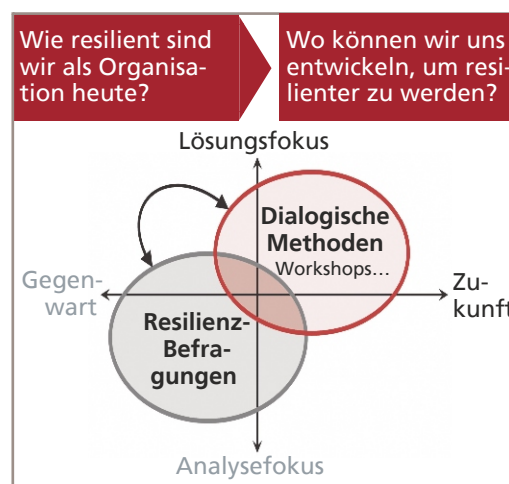 Wie resilient sind
wir als Organisa-
tion heute?
Wo können wir uns
entwickeln, um resi-
lienter zu werden?
Lösungsfokus
Dialogische
Methoden
Workshops...
Gegen-
wart
Zu-
kunft
Resilienz-
Befra-
gungen
Analysefokus